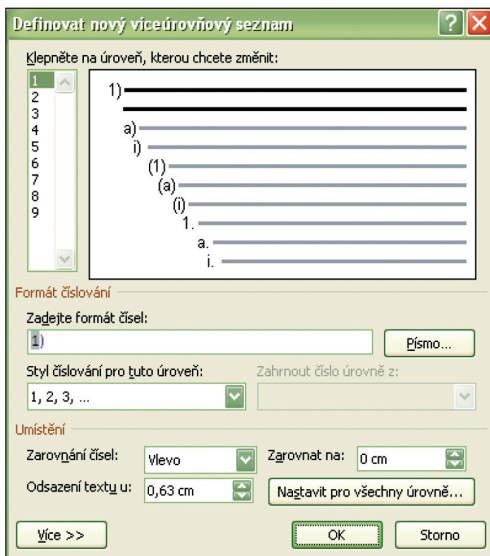 Definovat nový víceúrovňový seznam
Klepněte na úroveň, kterou chcete změnit:
1
2
3
4
5
6
7
8
9
1)
a)
i)
(1)
(a)
(i)
1.
a.
i.
Formát číslování
Zadejte formát čísel:
1)
Písmo...
Styl číslování pro tuto úroveň:
Zahrnout číslo úrovně z:
1, 2, 3, ...
Umístění
Zarovnání čísel:
Vlevo
Zarovnat na:
0 cm
Odsazení textu u:
0,63 cm
Nastavit pro všechny úrovně...
Více >>
OK
Storno